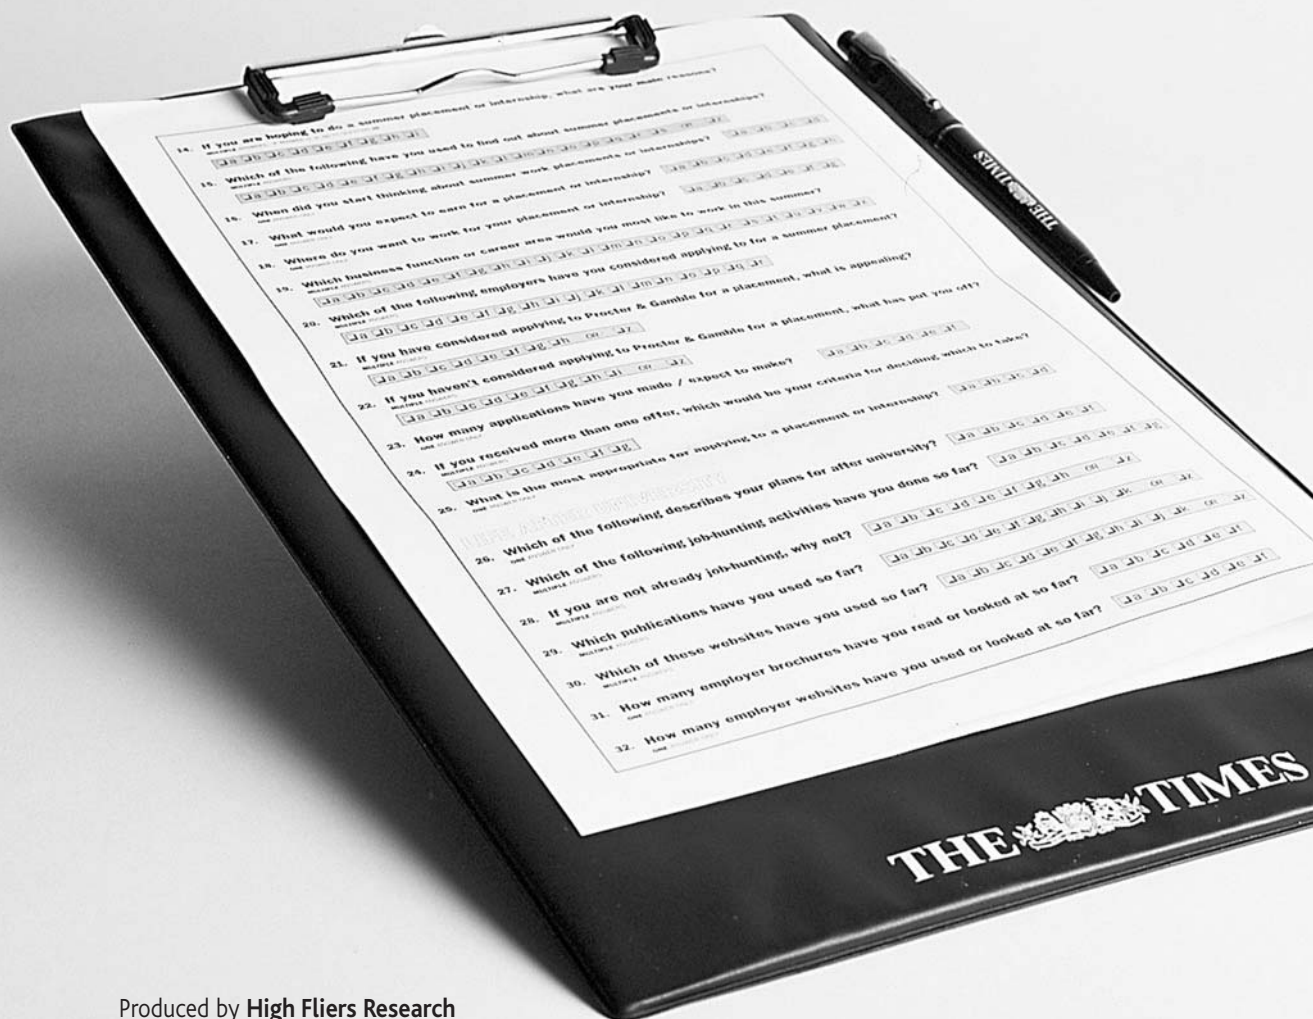 14. If you are hoping to do a summer placement or internship, what are your main reasons?
15. Which of the following have you used to find out about summer placements or internships?
16. When did you start thinking about summer work placements or internships?
17. What would you expect to earn for a placement or internship?
18. Where do you want to work for your placement or internship?
19. Which business function or career area would you most like to work in this summer?
20. Which of the following employers have you considered applying to for a summer placement?
21. If you have considered applying to Procter & Gamble for a placement, what is appealing?
22. If you haven't considered applying to Procter & Gamble for a placement, what has put you off?
23. How many applications have you made / expect to make?
24. If you received more than one offer, which would be your criteria for deciding which to take?
25. What is the most appropriate for applying to a placement or internship?
LIFE AFTER UNIVERSITY
26. Which of the following describes your plans for after university?
27. Which of the following job-hunting activities have you done so far?
28. If you are not already job-hunting, why not?
29. Which publications have you used so far?
30. Which of these websites have you used so far?
31. How many employer brochures have you read or looked at so far?
32. How many employer websites have you used or looked at so far?
THE TIMES
THE TIMES
Produced by High Fliers Research